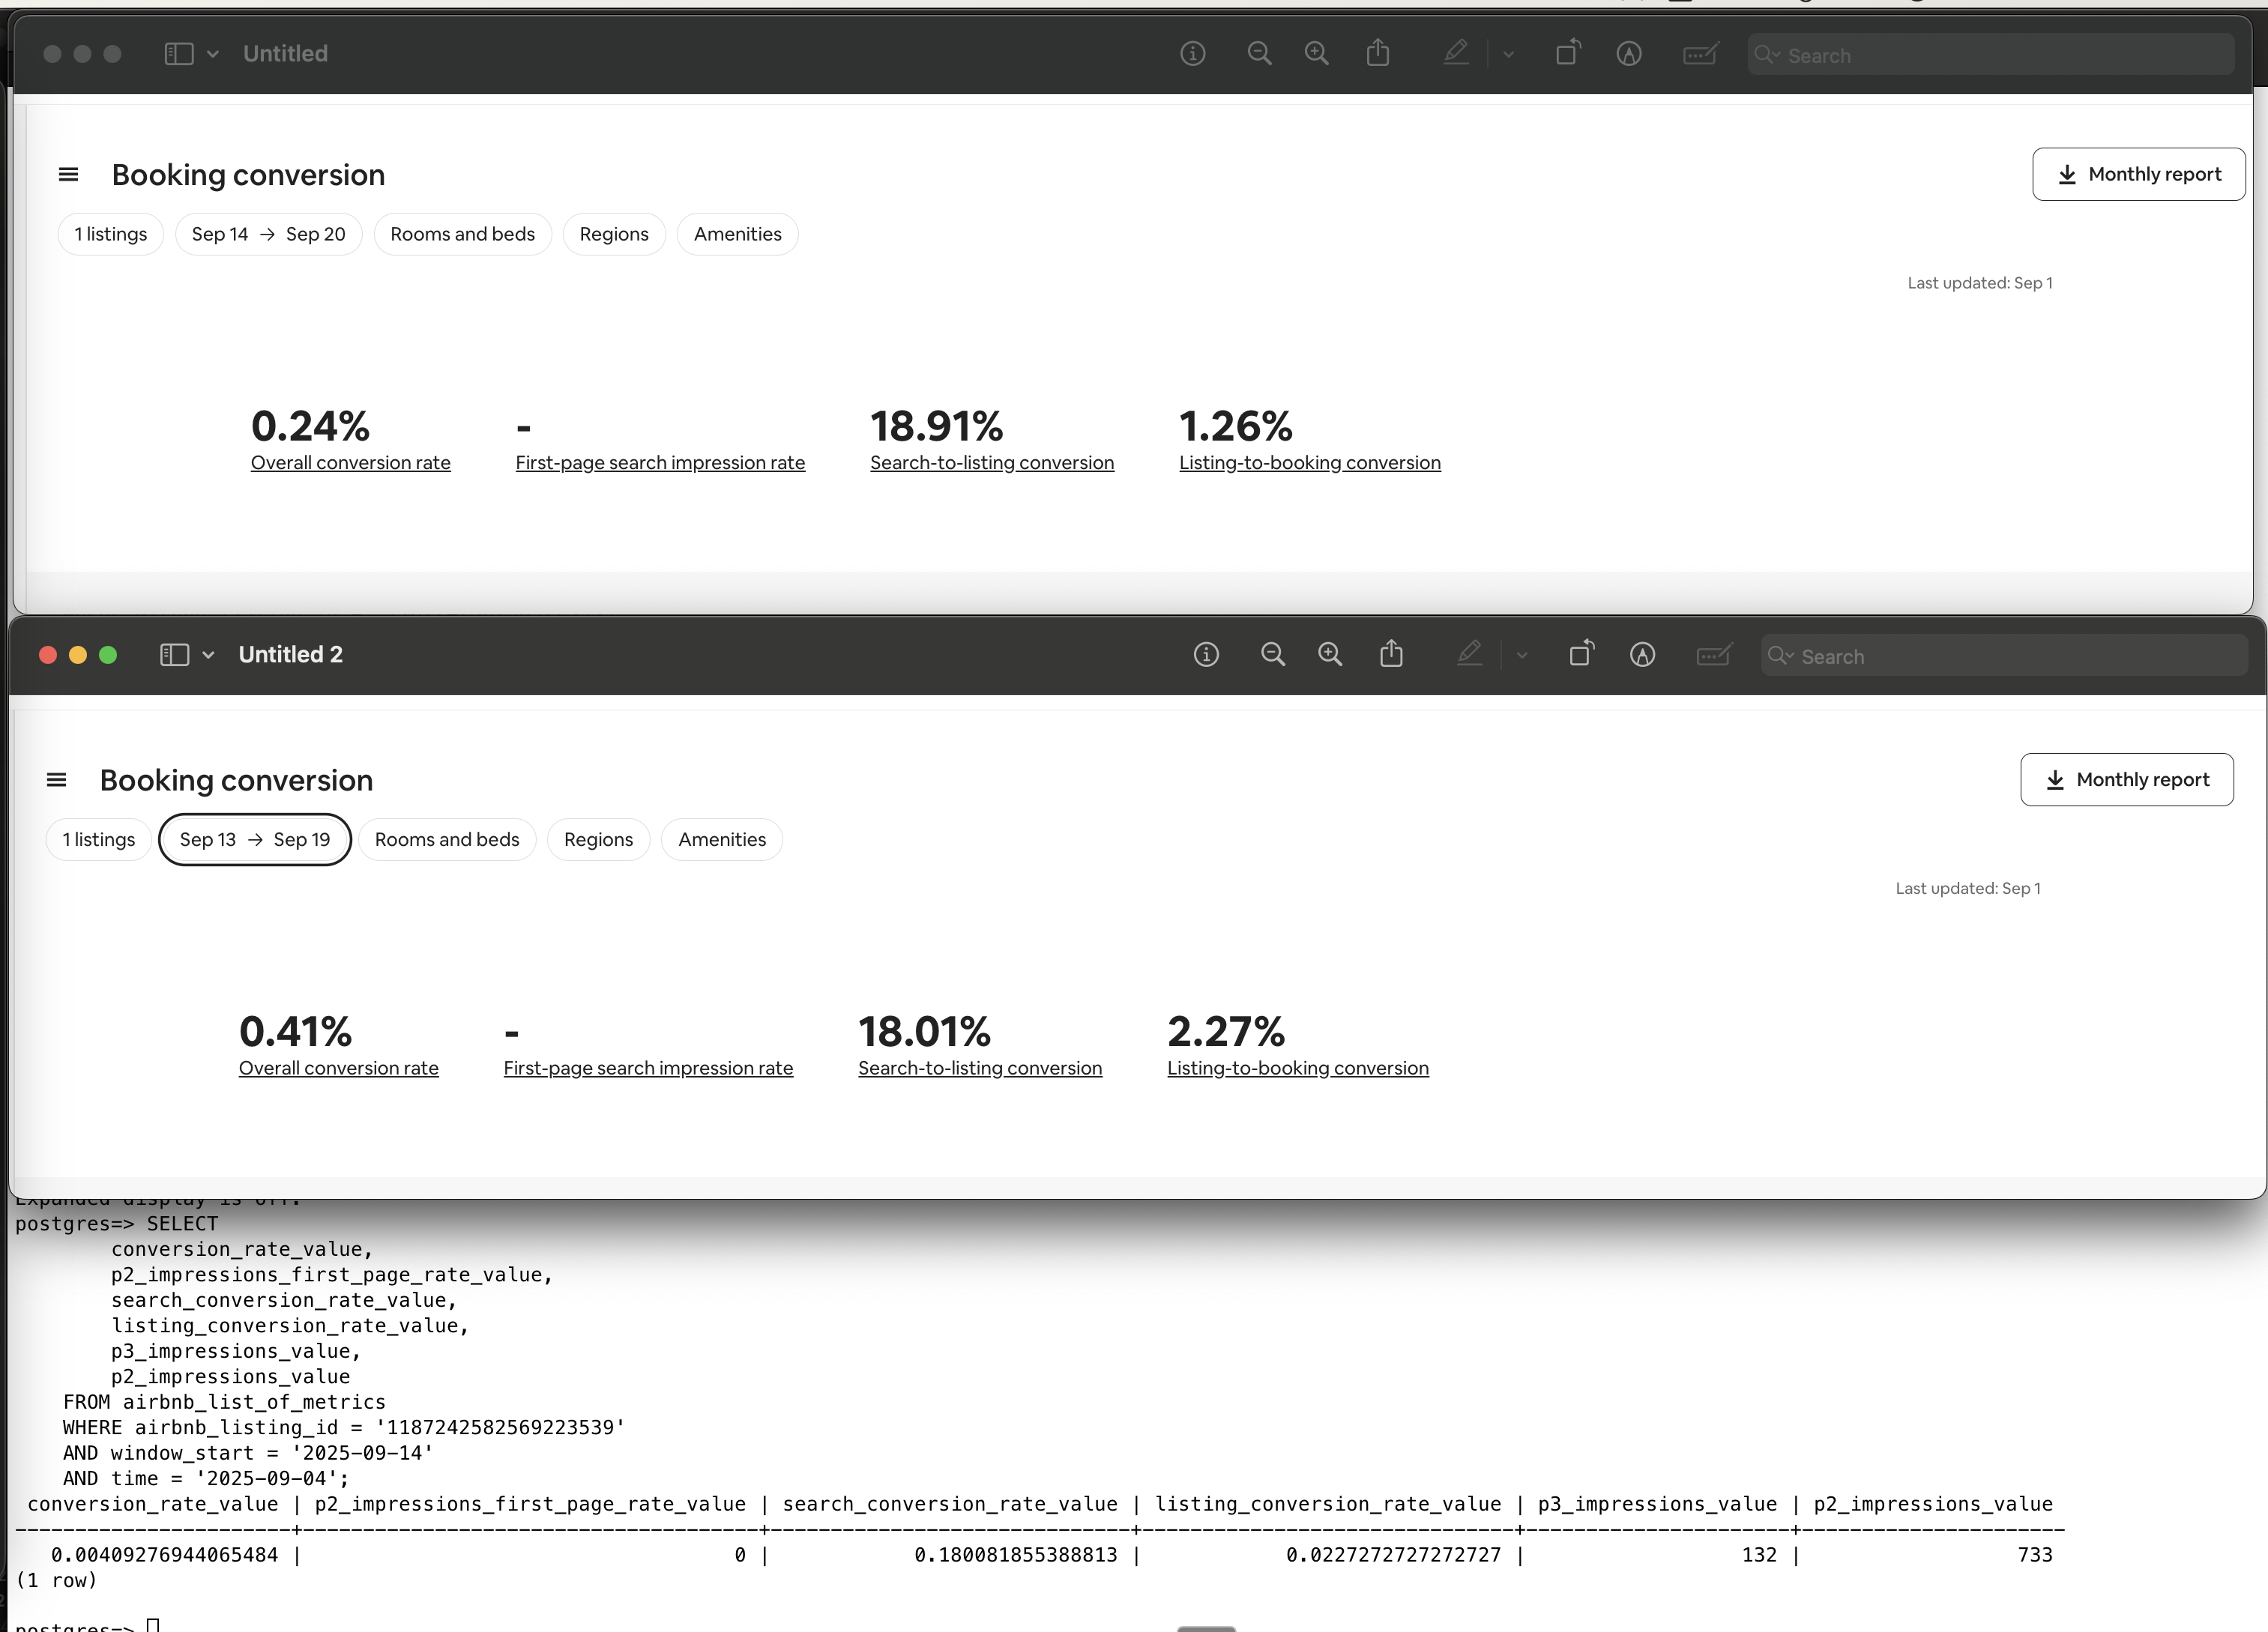 Untitled
Search
Booking conversion
Monthly report
1 listings Sep 14 → Sep 20 Rooms and beds Regions Amenities
Last updated: Sep 1
0.24% - 18.91% 1.26%
Overall conversion rate First-page search impression rate Search-to-listing conversion Listing-to-booking conversion
Untitled 2
Search
Booking conversion
Monthly report
1 listings Sep 13 → Sep 19 Rooms and beds Regions Amenities
Last updated: Sep 1
0.41% - 18.01% 2.27%
Overall conversion rate First-page search impression rate Search-to-listing conversion Listing-to-booking conversion
Expanded display is off.
postgres=> SELECT
conversion_rate_value,
p2_impressions_first_page_rate_value,
search_conversion_rate_value,
listing_conversion_rate_value,
p3_impressions_value,
p2_impressions_value
FROM airbnb_list_of_metrics
WHERE airbnb_listing_id = '1187242582569223539'
AND window_start = '2025-09-14'
AND time = '2025-09-04';
conversion_rate_value | p2_impressions_first_page_rate_value | search_conversion_rate_value | listing_conversion_rate_value | p3_impressions_value | p2_impressions_value
0.00409276944065484 | 0 | 0.180081855388813 | 0.0227272727272727 | 132 | 733
(1 row)
postgres=>